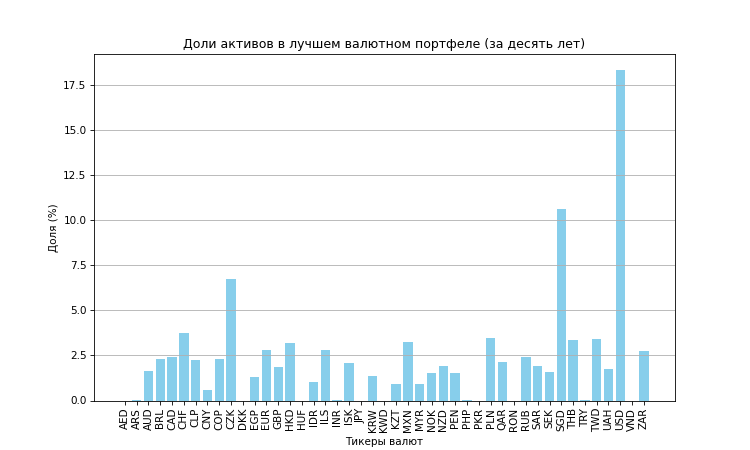 Доли активов в лучшем валютном портфеле (за десять лет)
Доля (%)
17.5
15.0
12.5
10.0
7.5
5.0
2.5
0.0
AED ARS AUD BRL CAD CHF CLP CNY COP CZK DKK EGP EUR GBP HKD HUF IDR ILS INR ISK JPY KRW KWD KZT MXN MYR NOK NZD PEN PHP PKR PLN QAR RON RUB SAR SEK SGD THB TRY TWD UAH USD VND ZAR
Тикеры валют